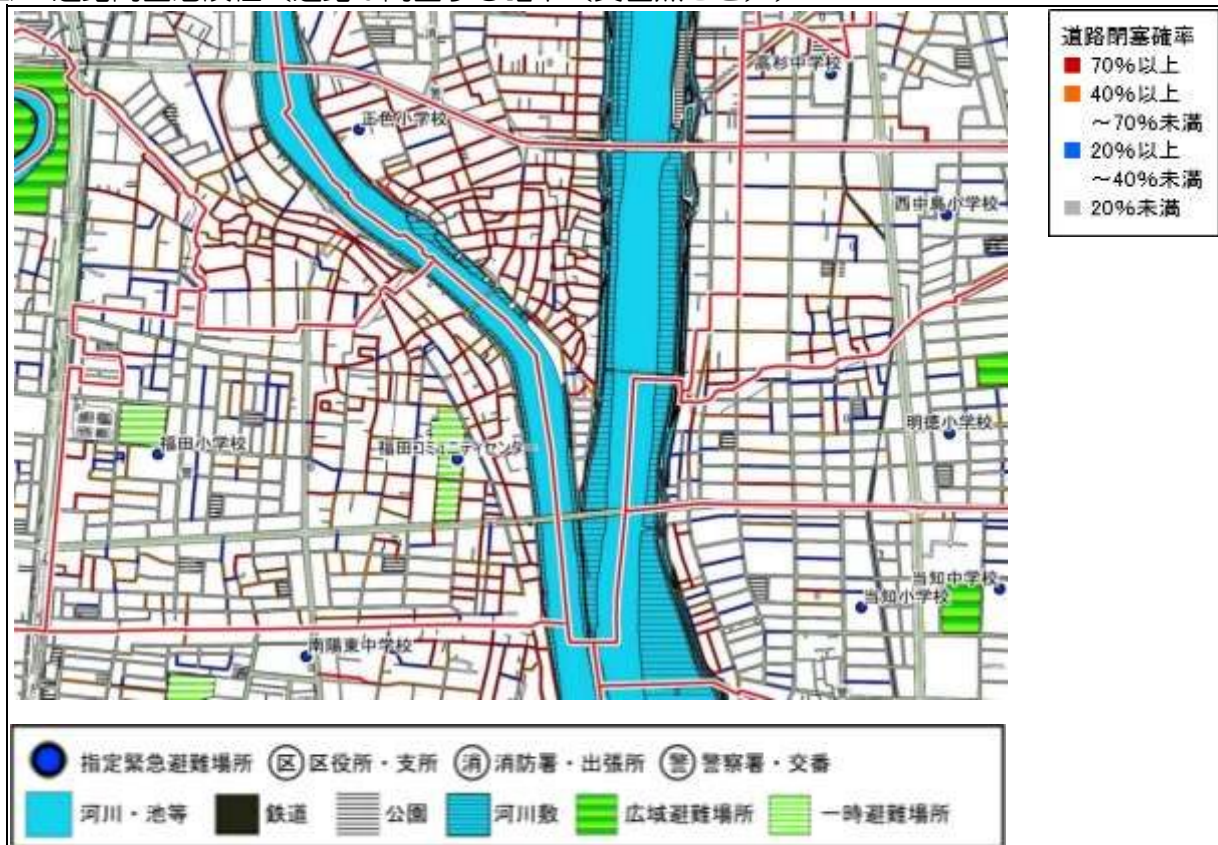 道路閉塞確率
70%以上
40%以上
～70%未満
20%以上
～40%未満
20%未満
高杉中学校
正色小学校
西中島小学校
明徳小学校
福田小学校
福田コミュニティセンター
当知中学校
当知小学校
南陽東中学校
指定緊急避難場所 区 区役所・支所 消 消防署・出張所 警 警察署・交番
河川・池等 鉄道 公園 河川敷 広域避難場所 一時避難場所